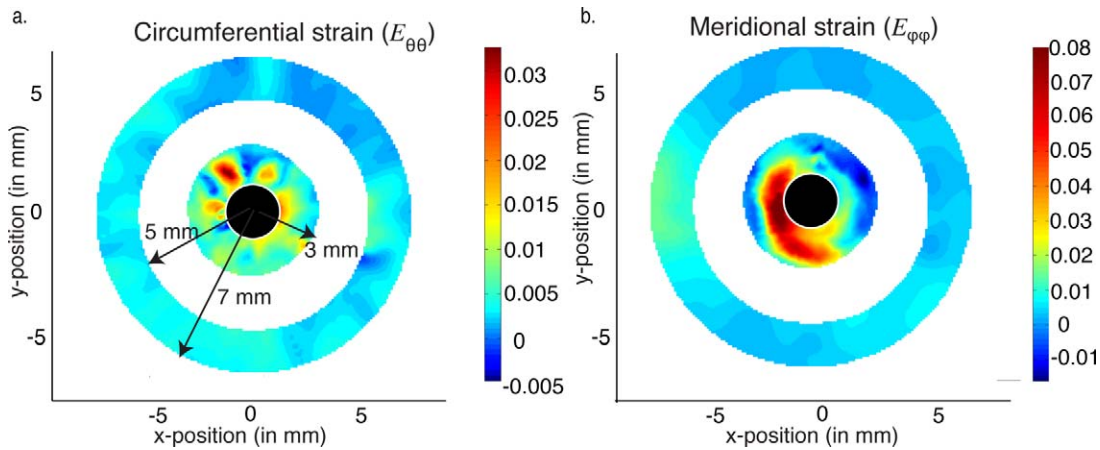 a.
Circumferential strain (Eθθ)
5
0
-5
y-position (in mm)
5 mm
3 mm
7 mm
-5
0
5
x-position (in mm)
0.03
0.025
0.02
0.015
0.01
0.005
0
-0.005
b.
Meridional strain (Eφφ)
5
0
-5
y-position (in mm)
-5
0
5
x-position (in mm)
0.08
0.07
0.06
0.05
0.04
0.03
0.02
0.01
0
-0.01